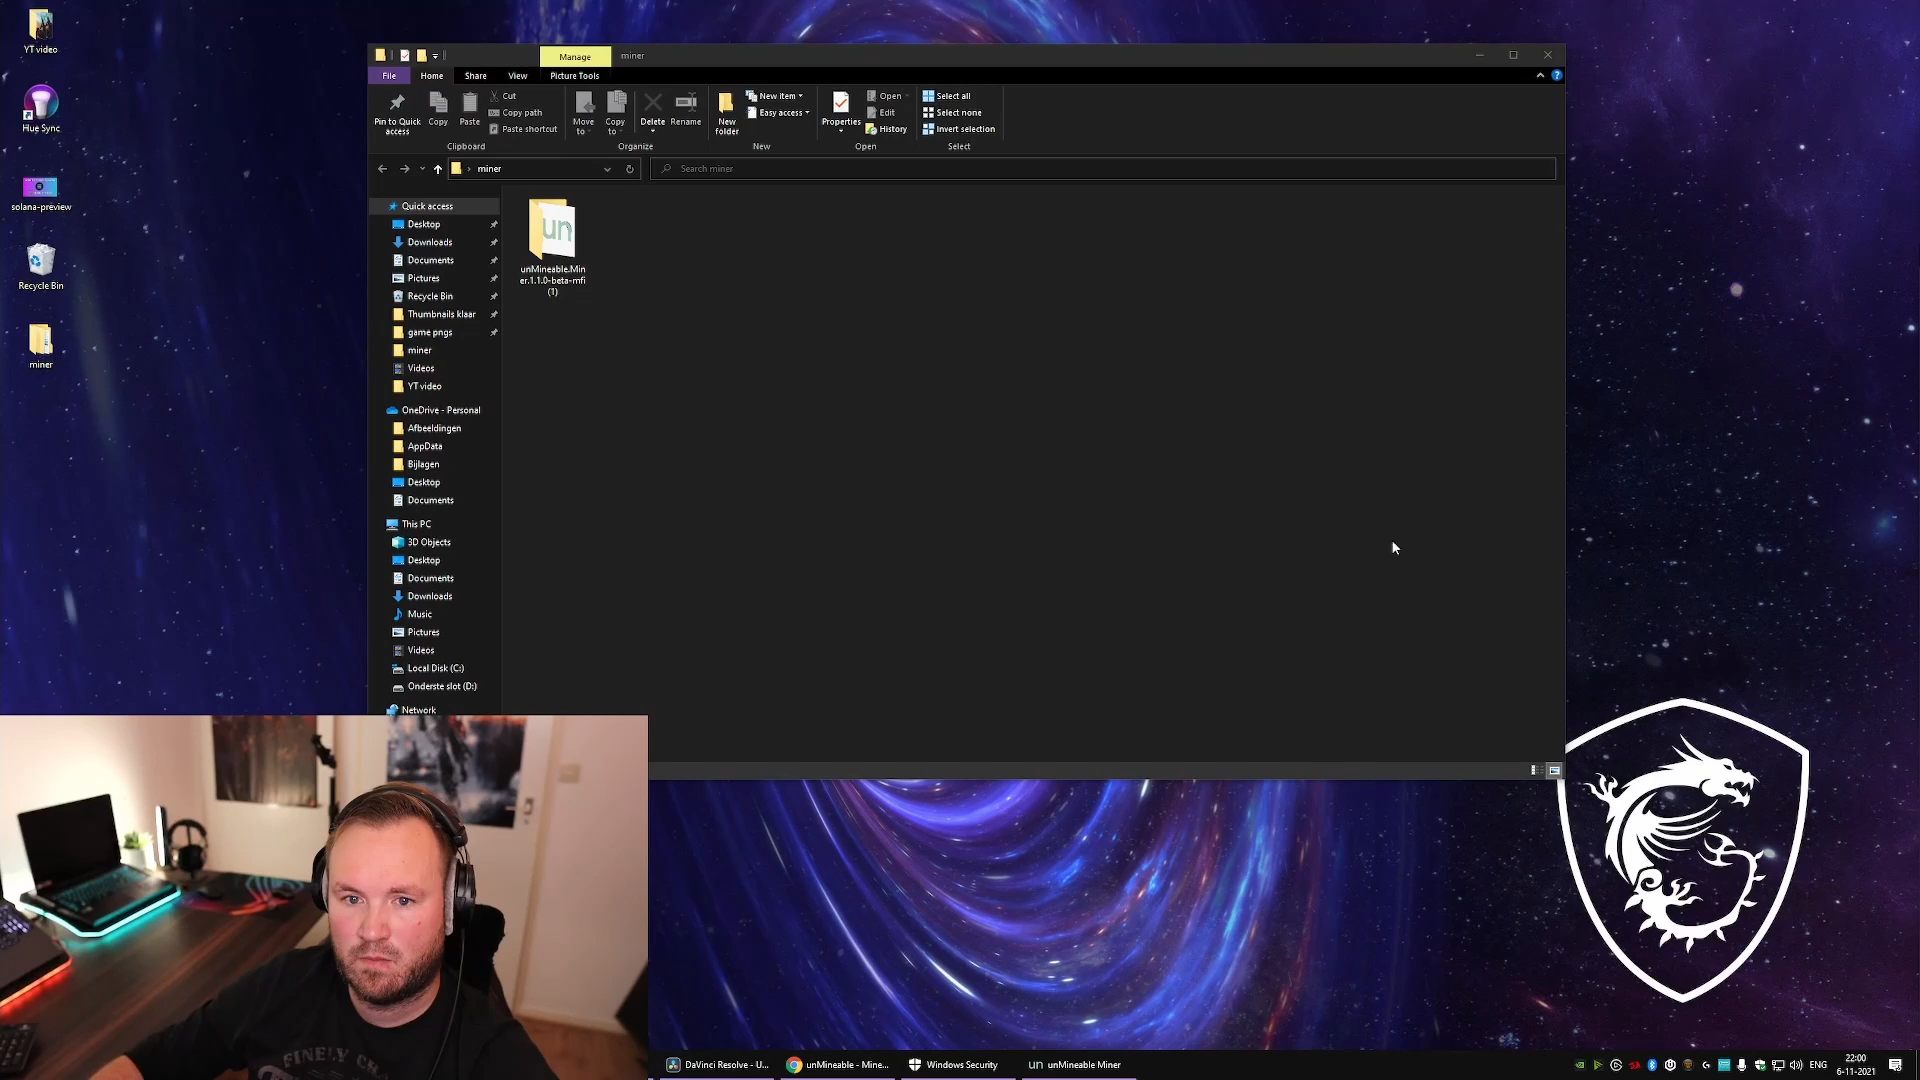 YT video
Hue Sync
solana-preview
Recycle Bin
miner
Manage
miner
File
Home
Share
View
Picture Tools
Pin to Quick
access
Copy
Paste
Cut
Copy path
Paste shortcut
Clipboard
Move
to
Copy
to
Delete
Rename
Organize
New
folder
New item
Easy access
New
Properties
Open
Edit
History
Open
Select all
Select none
Invert selection
Select
miner
Search miner
Quick access
Desktop
Downloads
Documents
Pictures
Recycle Bin
Thumbnails klaar
game pngs
miner
Videos
YT video
OneDrive - Personal
Afbeeldingen
AppData
Bijlagen
Desktop
Documents
This PC
3D Objects
Desktop
Documents
Downloads
Music
Pictures
Videos
Local Disk (C:)
Onderste slot (D:)
Network
un
unMineable.Min
er.1.1.0-beta-mfi
(1)
FINELY CR
DaVinci Resolve - U...
unMineable - Mine...
Windows Security
un unMineable Miner
ENG
22:00
6-11-2021